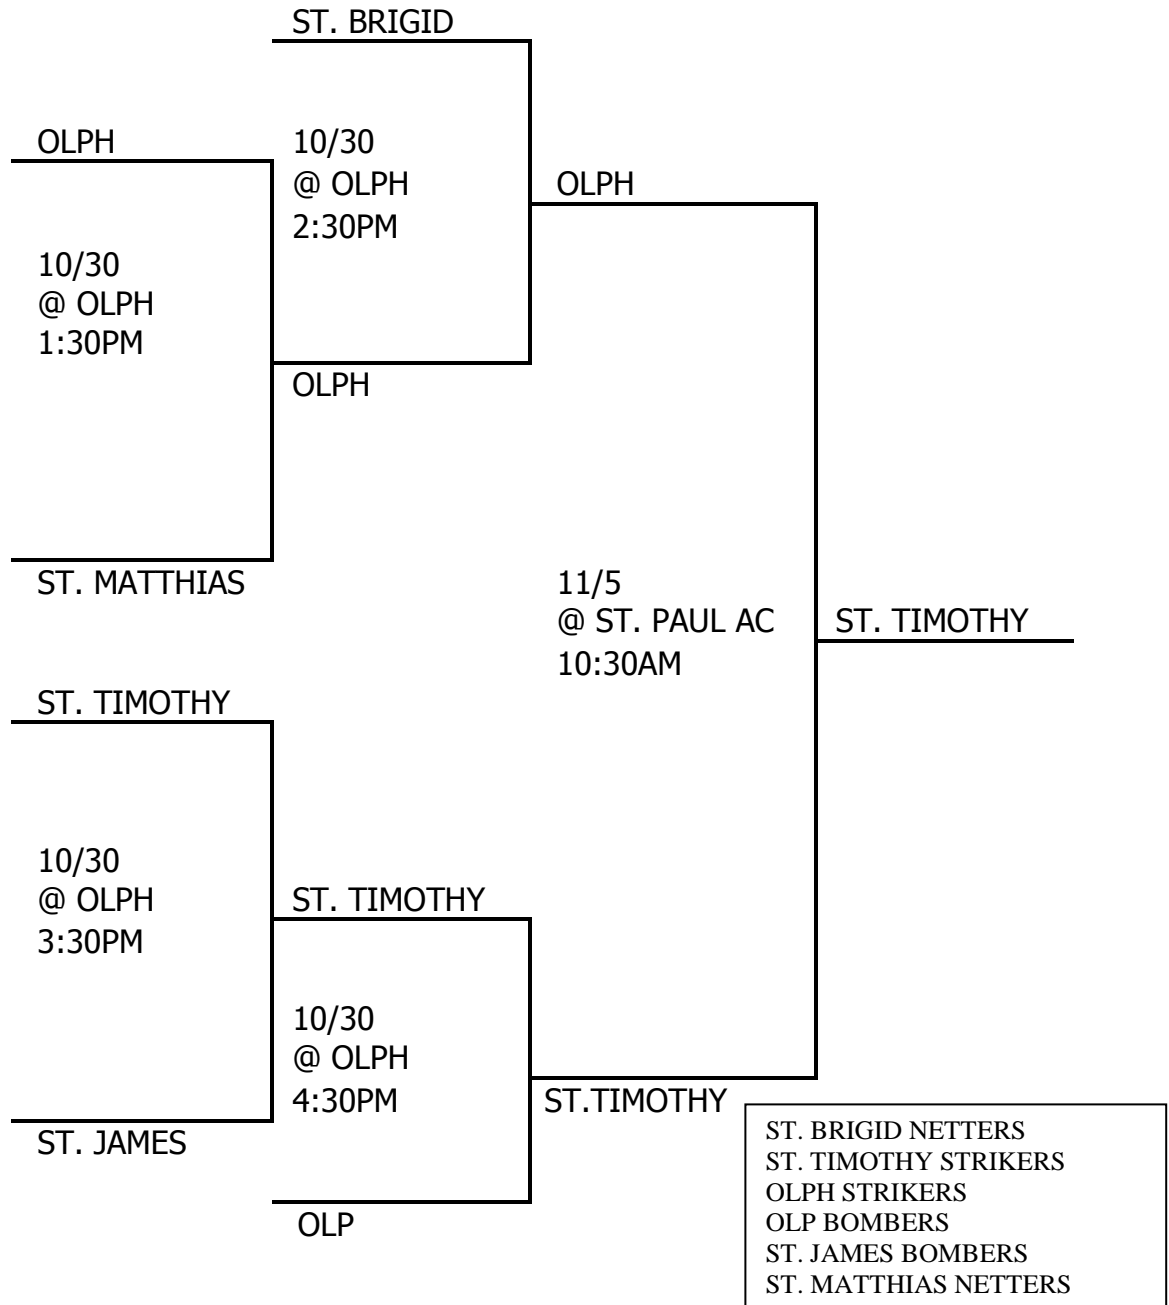 ST. BRIGID
OLPH
10/30
@ OLPH
2:30PM
OLPH
10/30
@ OLPH
1:30PM
OLPH
ST. MATTHIAS
11/5
@ ST. PAUL AC
10:30AM
ST. TIMOTHY
ST. TIMOTHY
10/30
@ OLPH
3:30PM
ST. TIMOTHY
10/30
@ OLPH
4:30PM
ST.TIMOTHY
ST. JAMES
OLP
ST. BRIGID NETTERS
ST. TIMOTHY STRIKERS
OLPH STRIKERS
OLP BOMBERS
ST. JAMES BOMBERS
ST. MATTHIAS NETTERS